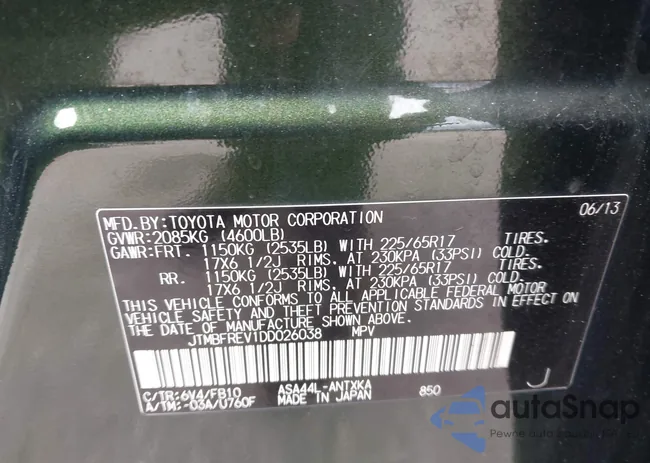 06/13
MFD. BY: TOYOTA MOTOR CORPORATION
GVWR: 2085KG (4600LB)
GAWR: FRT. 1150KG (2535LB) WITH 225/65R17 TIRES.
17X6 1/2J RIMS. AT 230KPA (33PSI) COLD.
RR. 1150KG (2535LB) WITH 225/65R17 TIRES.
17X6 1/2J RIMS. AT 230KPA (33PSI) COLD.
THIS VEHICLE CONFORMS TO ALL APPLICABLE FEDERAL MOTOR
VEHICLE SAFETY AND THEFT PREVENTION STANDARDS IN EFFECT ON
THE DATE OF MANUFACTURE SHOWN ABOVE.
JTMBFREV1DD026038 MPV
C/TR: 6V4/FB10 ASA44L-ANTXKA 850 J
A/TM: -03A/U760F MADE IN JAPAN
autoSnap
Pewne auto